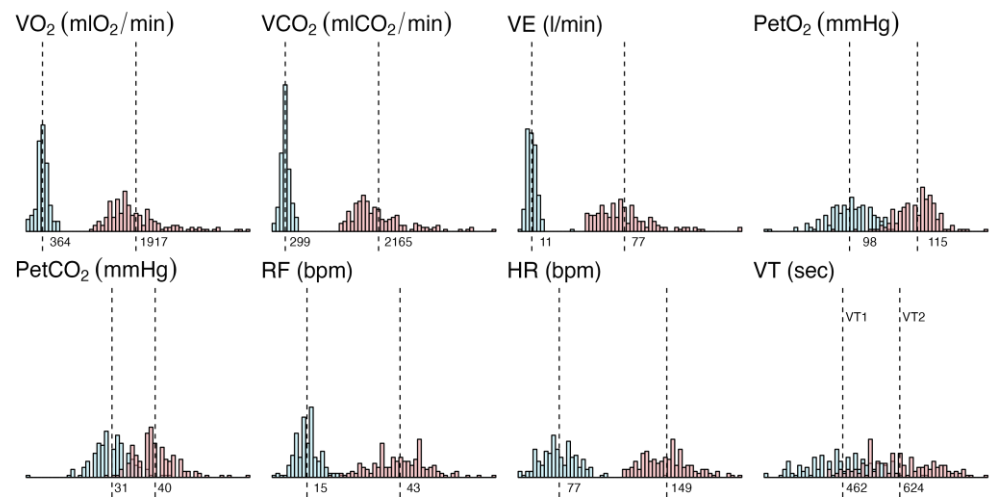 VO₂ (mlO₂/min)
VCO₂ (mlCO₂/min)
VE (l/min)
PetO₂ (mmHg)
364
1917
299
2165
11
77
98
115
PetCO₂ (mmHg)
RF (bpm)
HR (bpm)
VT (sec)
VT1
VT2
31
40
15
43
77
149
462
624